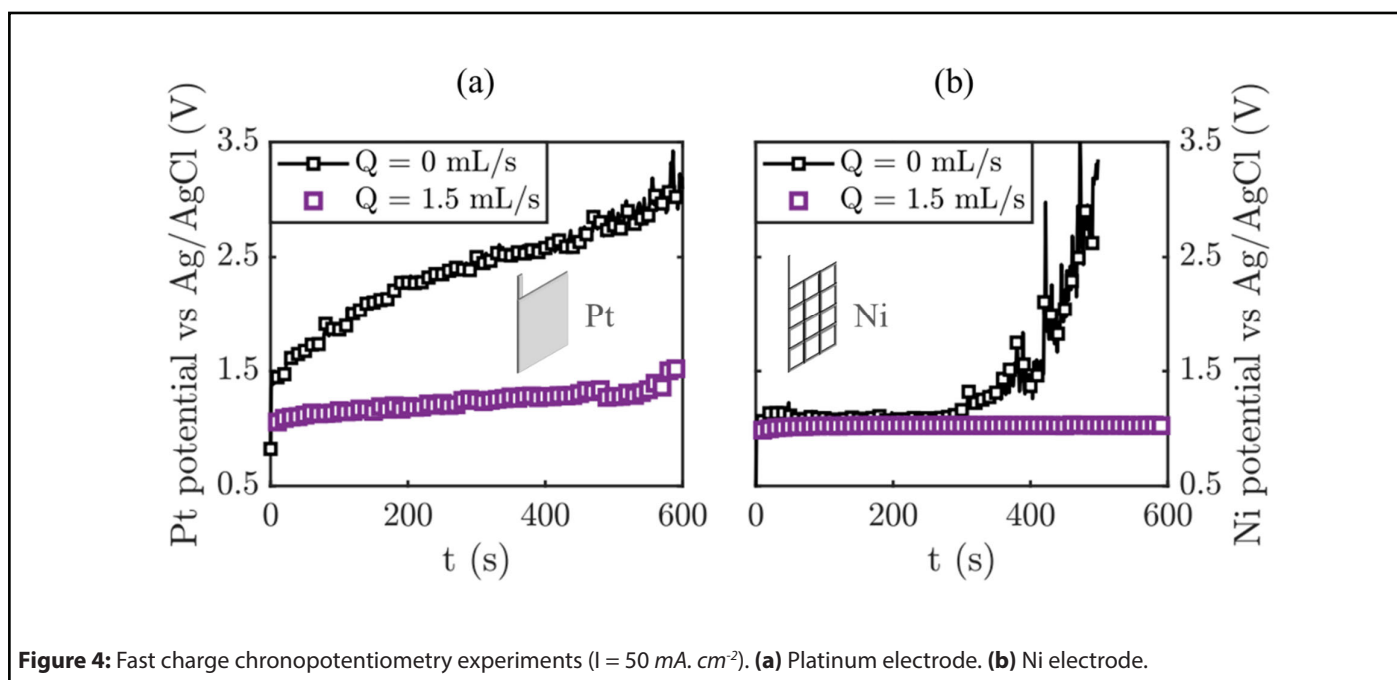 (a)
(b)
Pt potential vs Ag/AgCl (V)
3.5
2.5
1.5
0.5
Q = 0 mL/s
Q = 1.5 mL/s
Pt
0
200
400
600
t (s)
Q = 0 mL/s
Q = 1.5 mL/s
Ni
0
200
400
600
t (s)
3.5
2.5
1.5
0.5
Ni potential vs Ag/AgCl (V)
Figure 4: Fast charge chronopotentiometry experiments (I = 50 mA. cm⁻²). (a) Platinum electrode. (b) Ni electrode.